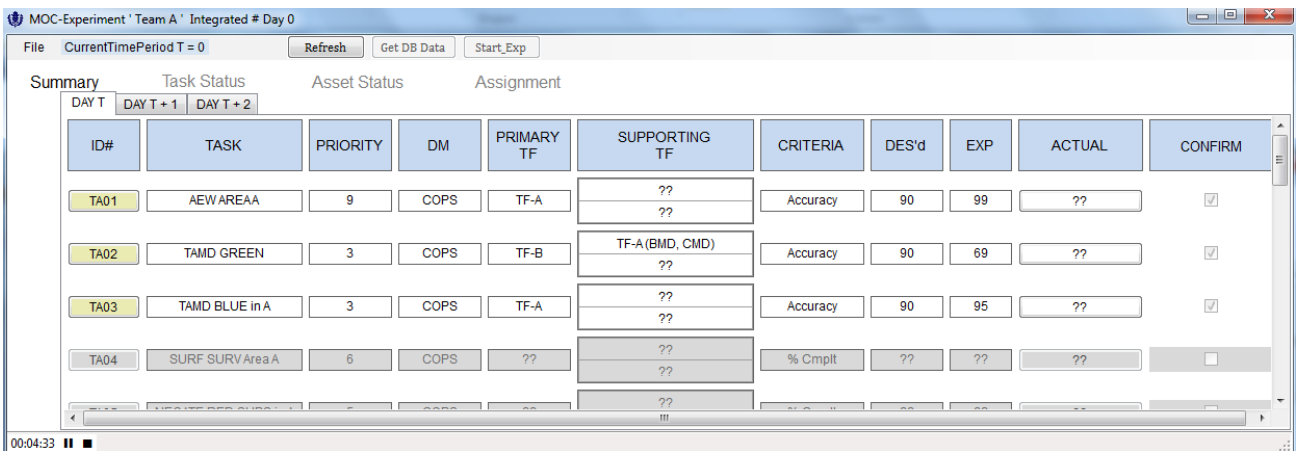 MOC-Experiment ' Team A ' Integrated # Day 0
File CurrentTimePeriod T = 0 Refresh Get DB Data Start_Exp
Summary Task Status Asset Status Assignment
DAY T DAY T + 1 DAY T + 2
ID# TASK PRIORITY DM PRIMARY TF SUPPORTING TF CRITERIA DES'd EXP ACTUAL CONFIRM
TA01 AEW AREAA 9 COPS TF-A ?? Accuracy 90 99 ??
??
TA02 TAMD GREEN 3 COPS TF-B TF-A (BMD, CMD) Accuracy 90 69 ??
??
TA03 TAMD BLUE in A 3 COPS TF-A ?? Accuracy 90 95 ??
??
TA04 SURF SURV Area A 6 COPS ?? ?? % Cmplt ?? ?? ??
??
??
00:04:33